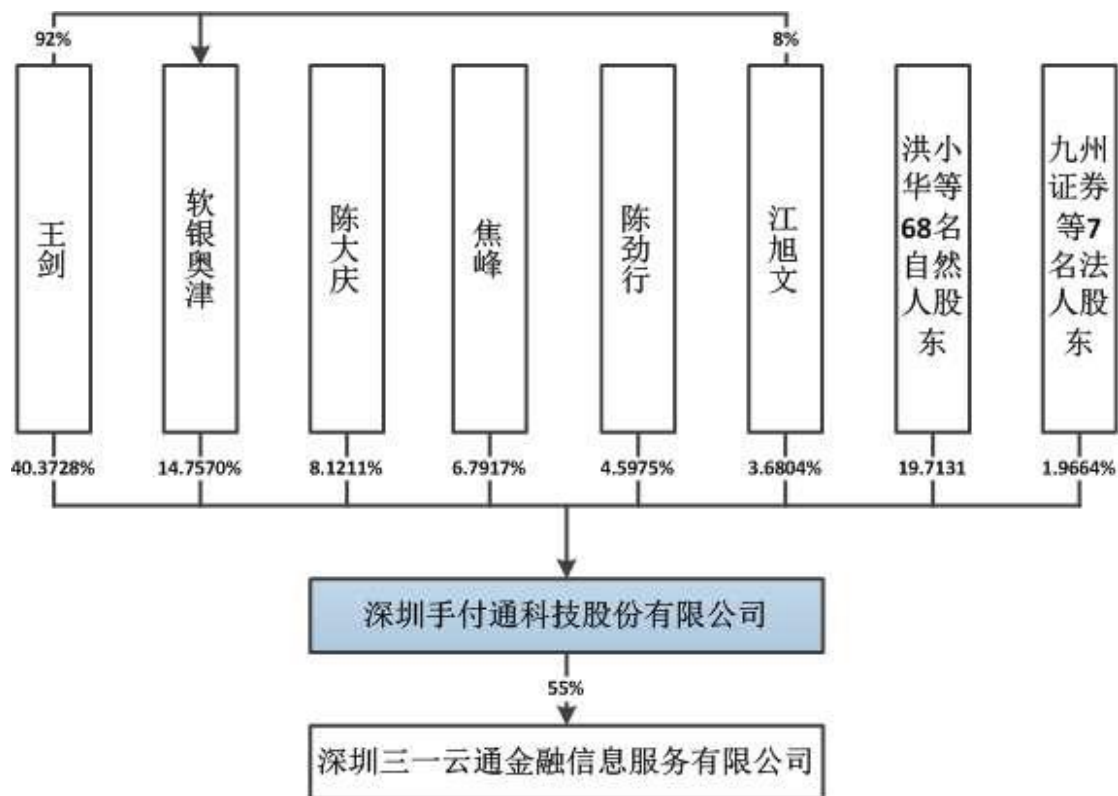 92%
8%
王剑
软银奥津
陈大庆
焦峰
陈劲行
江旭文
洪小
华等
68名
自然
人股
东
九州
证券
等7
名法
人股
东
40.3728%
14.7570%
8.1211%
6.7917%
4.5975%
3.6804%
19.7131
1.9664%
深圳手付通科技股份有限公司
55%
深圳三一云通金融信息服务有限公司